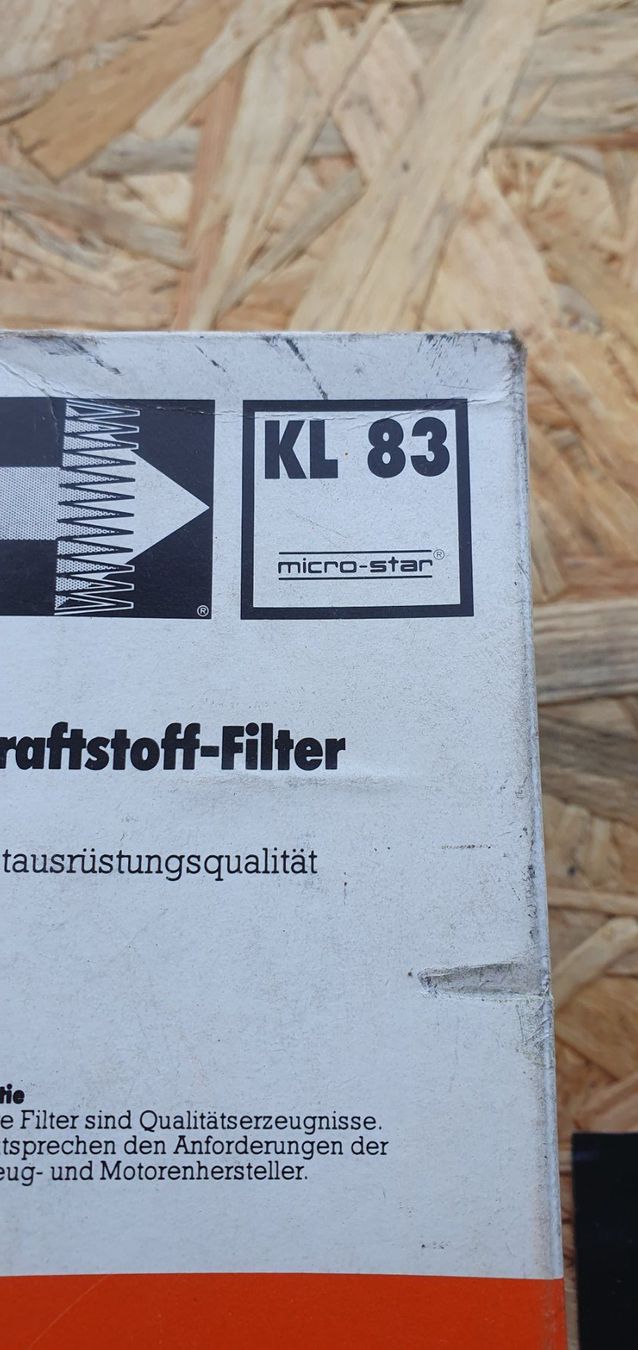 KL 83
micro-star®
®
raftstoff-Filter
tausrüstungsqualität
tie
e Filter sind Qualitätserzeugnisse.
tsprechen den Anforderungen der
eug- und Motorenhersteller.